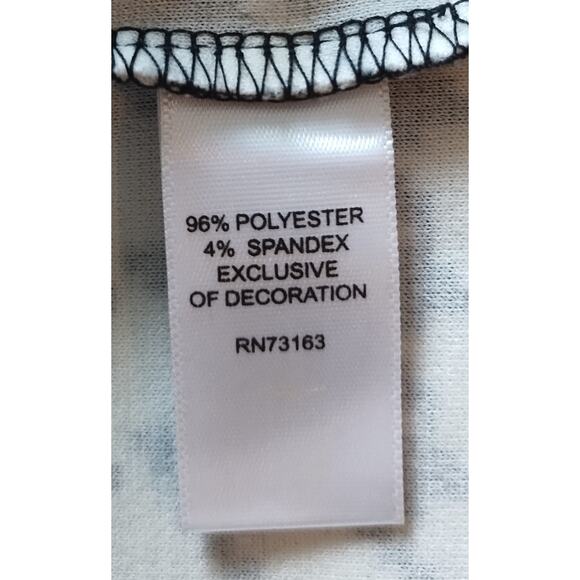 96% POLYESTER
4% SPANDEX
EXCLUSIVE
OF DECORATION
RN73163